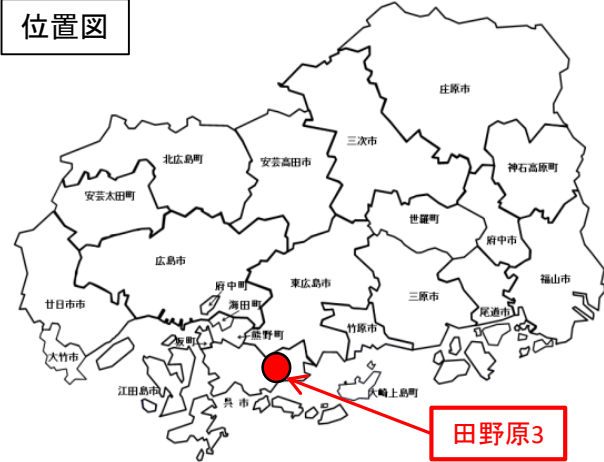 位置図
庄原市
三次市
北広島町
安芸高田市
神石高原町
安芸太田町
世羅町
府中市
広島市
東広島市
福山市
府中町
三原市
海田町
廿日市市
尾道市
竹原市
熊野町
坂町
大竹市
江田島市
大崎上島町
呉市
田野原3